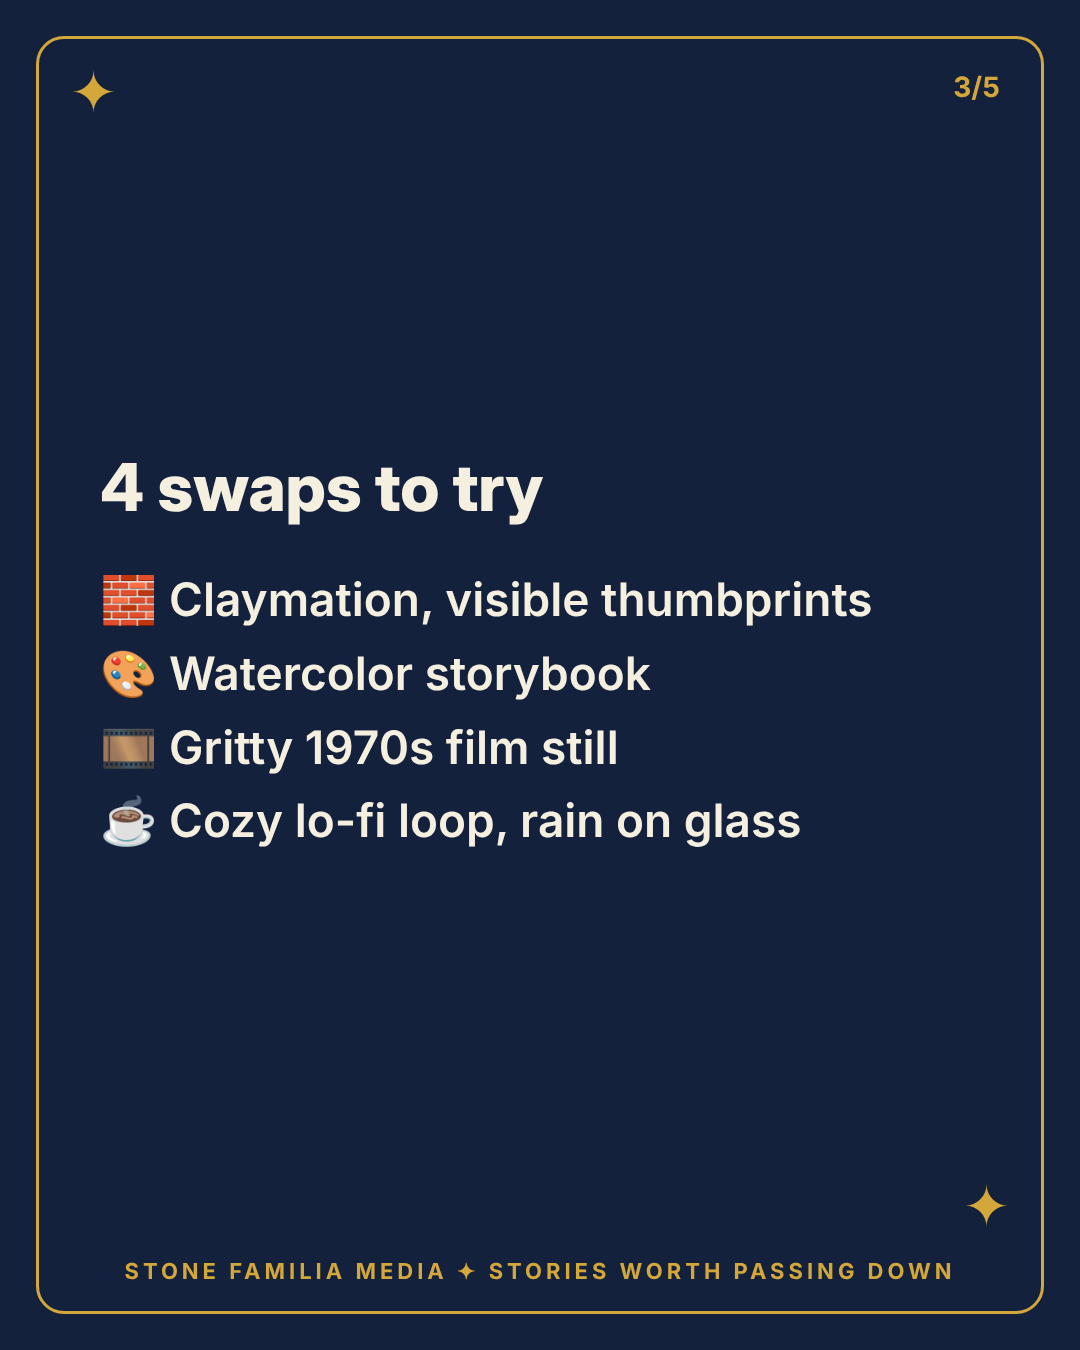 3/5
4 swaps to try
🧱 Claymation, visible thumbprints
🎨 Watercolor storybook
🎞️ Gritty 1970s film still
☕ Cozy lo-fi loop, rain on glass
STONE FAMILIA MEDIA ✦ STORIES WORTH PASSING DOWN